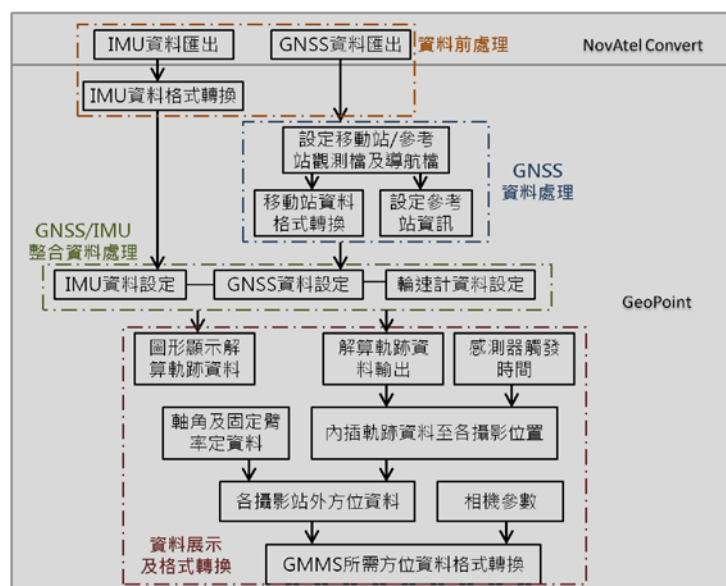 IMU資料匯出
GNSS資料匯出
資料前處理
NovAtel Convert
IMU資料格式轉換
設定移動站/參考
站觀測檔及導航檔
GNSS
資料處理
移動站資料
格式轉換
設定參考
站資訊
GNSS/IMU
整合資料處理
IMU資料設定
GNSS資料設定
輪速計資料設定
GeoPoint
圖形顯示解
算軌跡資料
解算軌跡資
料輸出
感測器觸發
時間
軸角及固定臂
率定資料
內插軌跡資料至各攝影位置
各攝影站外方位資料
相機參數
資料展示
及格式轉換
GMMS所需方位資料格式轉換